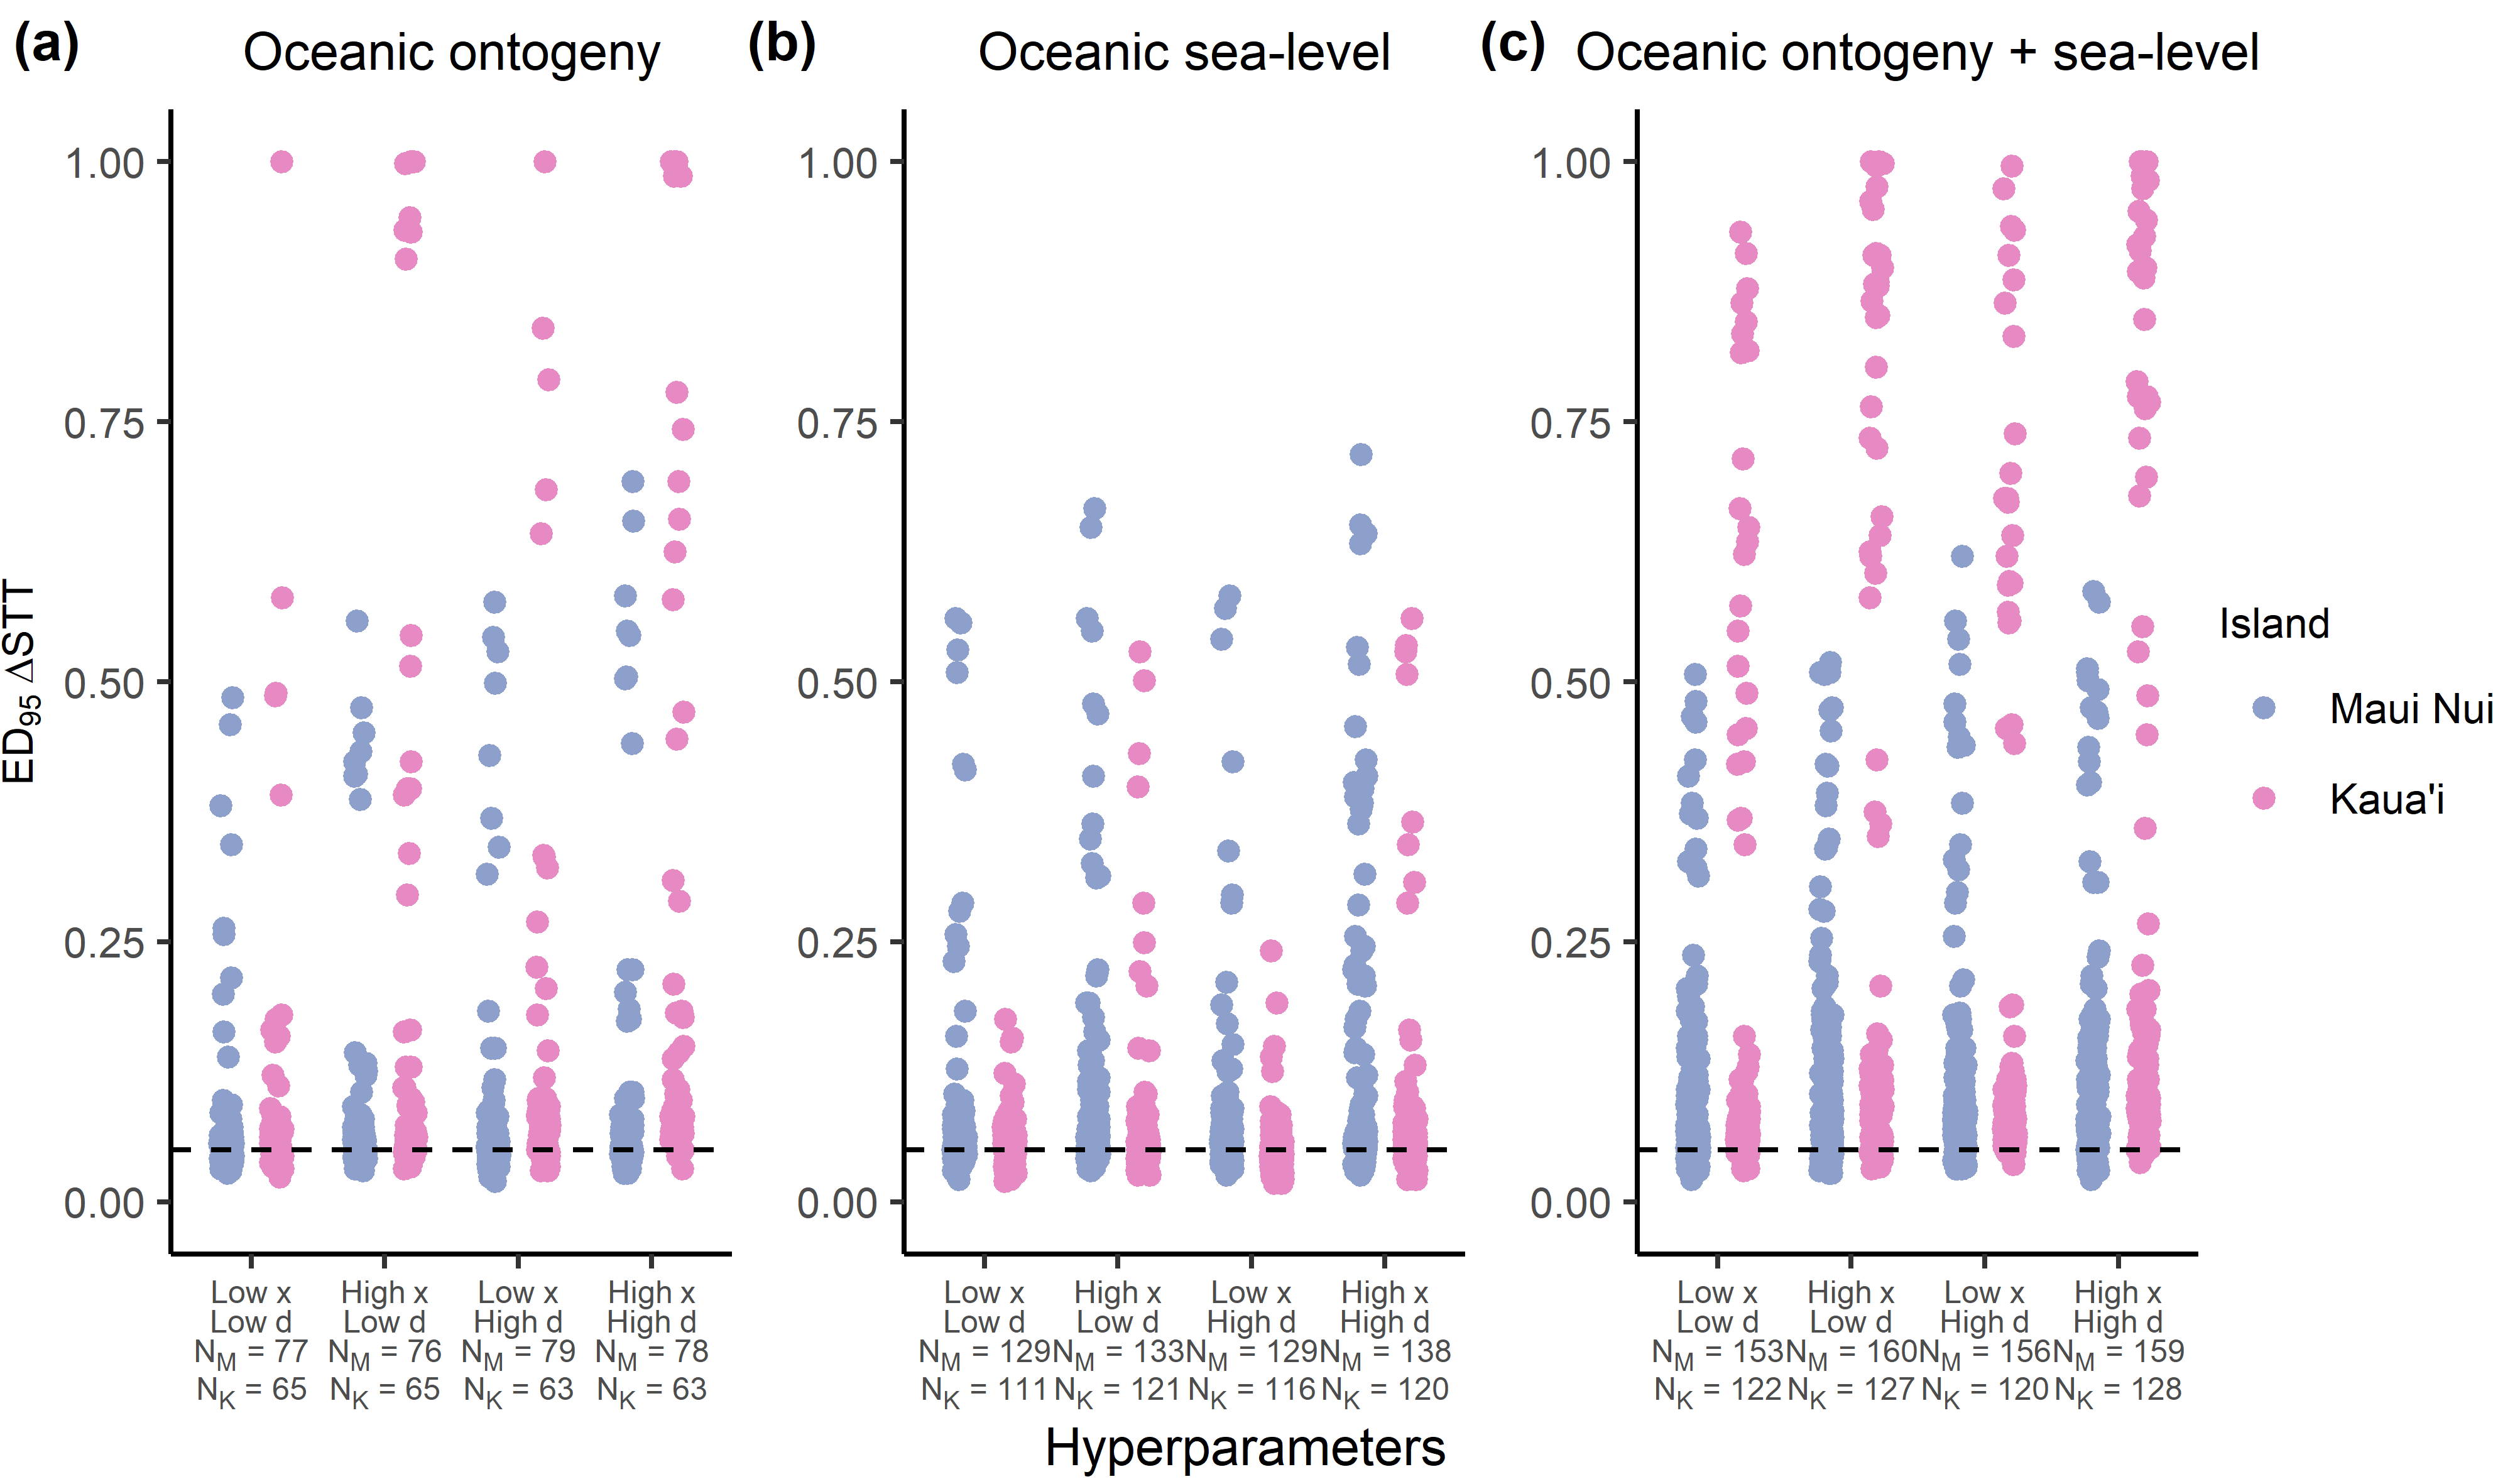 (a) Oceanic ontogeny
(b) Oceanic sea-level
(c) Oceanic ontogeny + sea-level
ED95 ΔSTT
1.00
0.75
0.50
0.25
0.00
1.00
0.75
0.50
0.25
0.00
1.00
0.75
0.50
0.25
0.00
Low x
Low d
NM = 77
NK = 65
High x
Low d
NM = 76
NK = 65
Low x
High d
NM = 79
NK = 63
High x
High d
NM = 78
NK = 63
Low x
Low d
NM = 129
NK = 111
High x
Low d
NM = 133
NK = 121
Low x
High d
NM = 129
NK = 116
High x
High d
NM = 138
NK = 120
Low x
Low d
NM = 153
NK = 122
High x
Low d
NM = 160
NK = 127
Low x
High d
NM = 156
NK = 120
High x
High d
NM = 159
NK = 128
Hyperparameters
Island
Maui Nui
Kaua'i